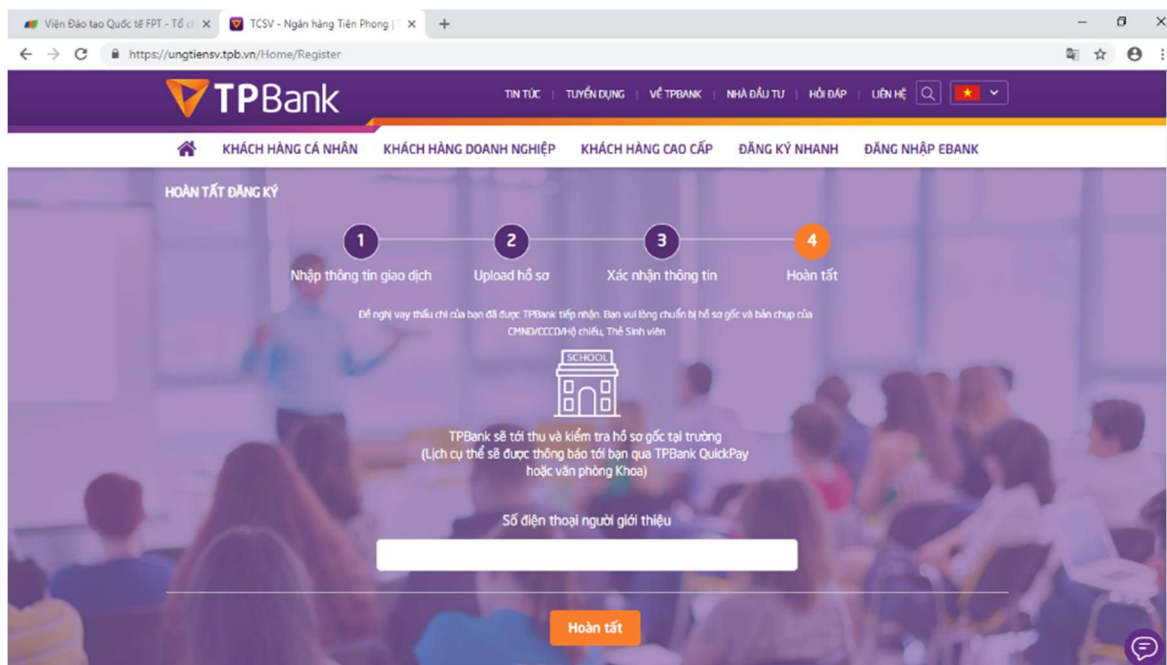 Viện Đào tạo Quốc tế FPT - Tổ ch
TCSV - Ngân hàng Tiên Phong | T
https://ungtiensv.tpb.vn/Home/Register
TPBank
TIN TỨC | TUYỂN DỤNG | VỀ TPBANK | NHÀ ĐẦU TƯ | HỎI ĐÁP | LIÊN HỆ
KHÁCH HÀNG CÁ NHÂN KHÁCH HÀNG DOANH NGHIỆP KHÁCH HÀNG CAO CẤP ĐĂNG KÝ NHANH ĐĂNG NHẬP EBANK
HOÀN TẤT ĐĂNG KÝ
1 2 3 4
Nhập thông tin giao dịch Upload hồ sơ Xác nhận thông tin Hoàn tất
Đề nghị vay thấu chi của bạn đã được TPBank tiếp nhận. Bạn vui lòng chuẩn bị hồ sơ gốc và bản chụp của
CMND/CCCD/Hộ chiếu, Thẻ Sinh viên
SCHOOL
TPBank sẽ tới thu và kiểm tra hồ sơ gốc tại trường
(Lịch cụ thể sẽ được thông báo tới bạn qua TPBank QuickPay
hoặc văn phòng Khoa)
Số điện thoại người giới thiệu
Hoàn tất